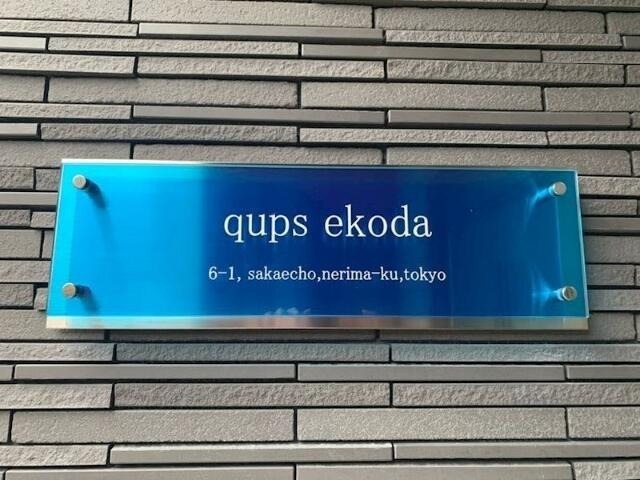 qups ekoda
6-1, sakaecho,nerima-ku,tokyo